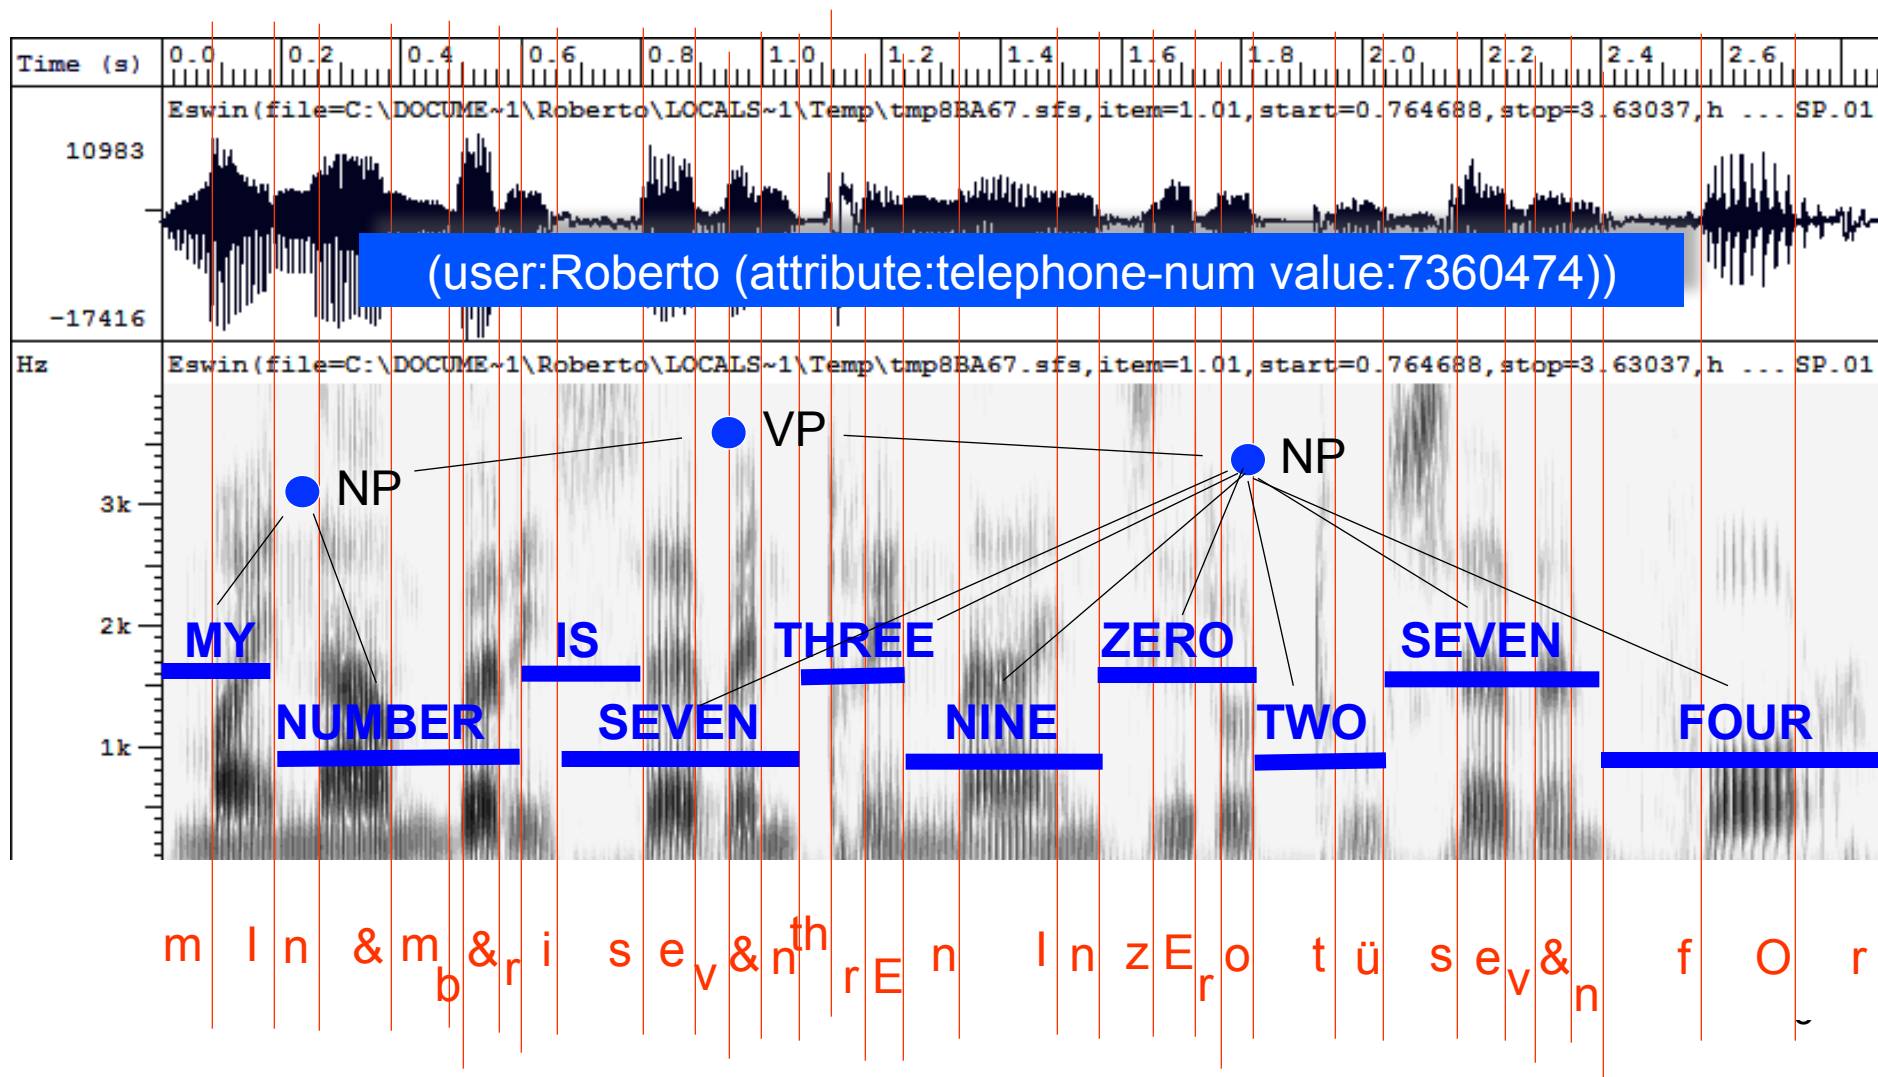 Time (s) 0.0 0.2 0.4 0.6 0.8 1.0 1.2 1.4 1.6 1.8 2.0 2.2 2.4 2.6
Eswin(file=C:\DOCUME~1\Roberto\LOCALS~1\Temp\tmp8BA67.sfs,item=1.01,start=0.764688,stop=3.63037,h ... SP.01
10983
(user:Roberto (attribute:telephone-num value:7360474))
-17416
Hz Eswin(file=C:\DOCUME~1\Roberto\LOCALS~1\Temp\tmp8BA67.sfs,item=1.01,start=0.764688,stop=3.63037,h ... SP.01
VP
NP NP
3k
2k MY IS THREE ZERO SEVEN
NUMBER SEVEN NINE TWO FOUR
1k
m I n & m b & r i s e v & n th r E n I n z E r o t ü s e v & n f O r